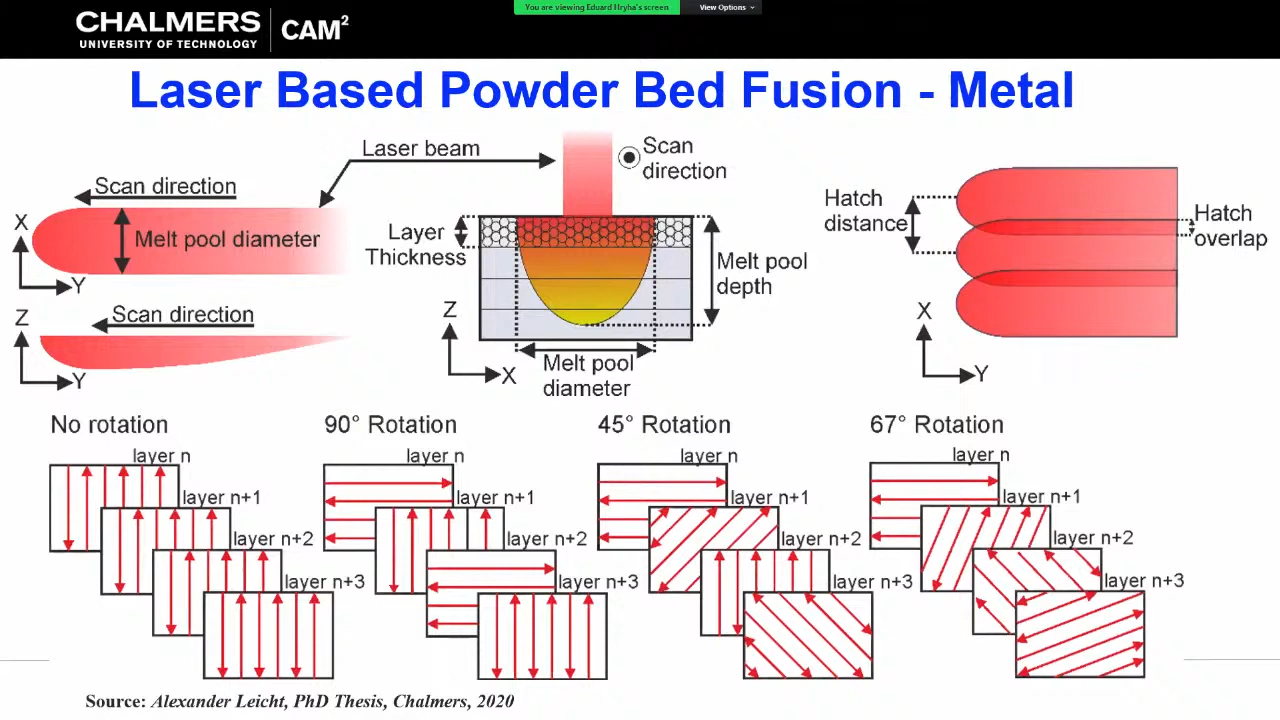 You are viewing Eduard Hryha's screen
View Options
CHALMERS
UNIVERSITY OF TECHNOLOGY
CAM²
Laser Based Powder Bed Fusion - Metal
Scan direction
X
Melt pool diameter
Y
Z
Scan direction
Y
Laser beam
Scan
direction
Layer
Thickness
Melt pool
depth
Z
X
Melt pool
diameter
Hatch
distance
Hatch
overlap
X
Y
No rotation
layer n
layer n+1
layer n+2
layer n+3
90° Rotation
layer n
layer n+1
layer n+2
layer n+3
45° Rotation
layer n
layer n+1
layer n+2
layer n+3
67° Rotation
layer n
layer n+1
layer n+2
layer n+3
Source: Alexander Leicht, PhD Thesis, Chalmers, 2020